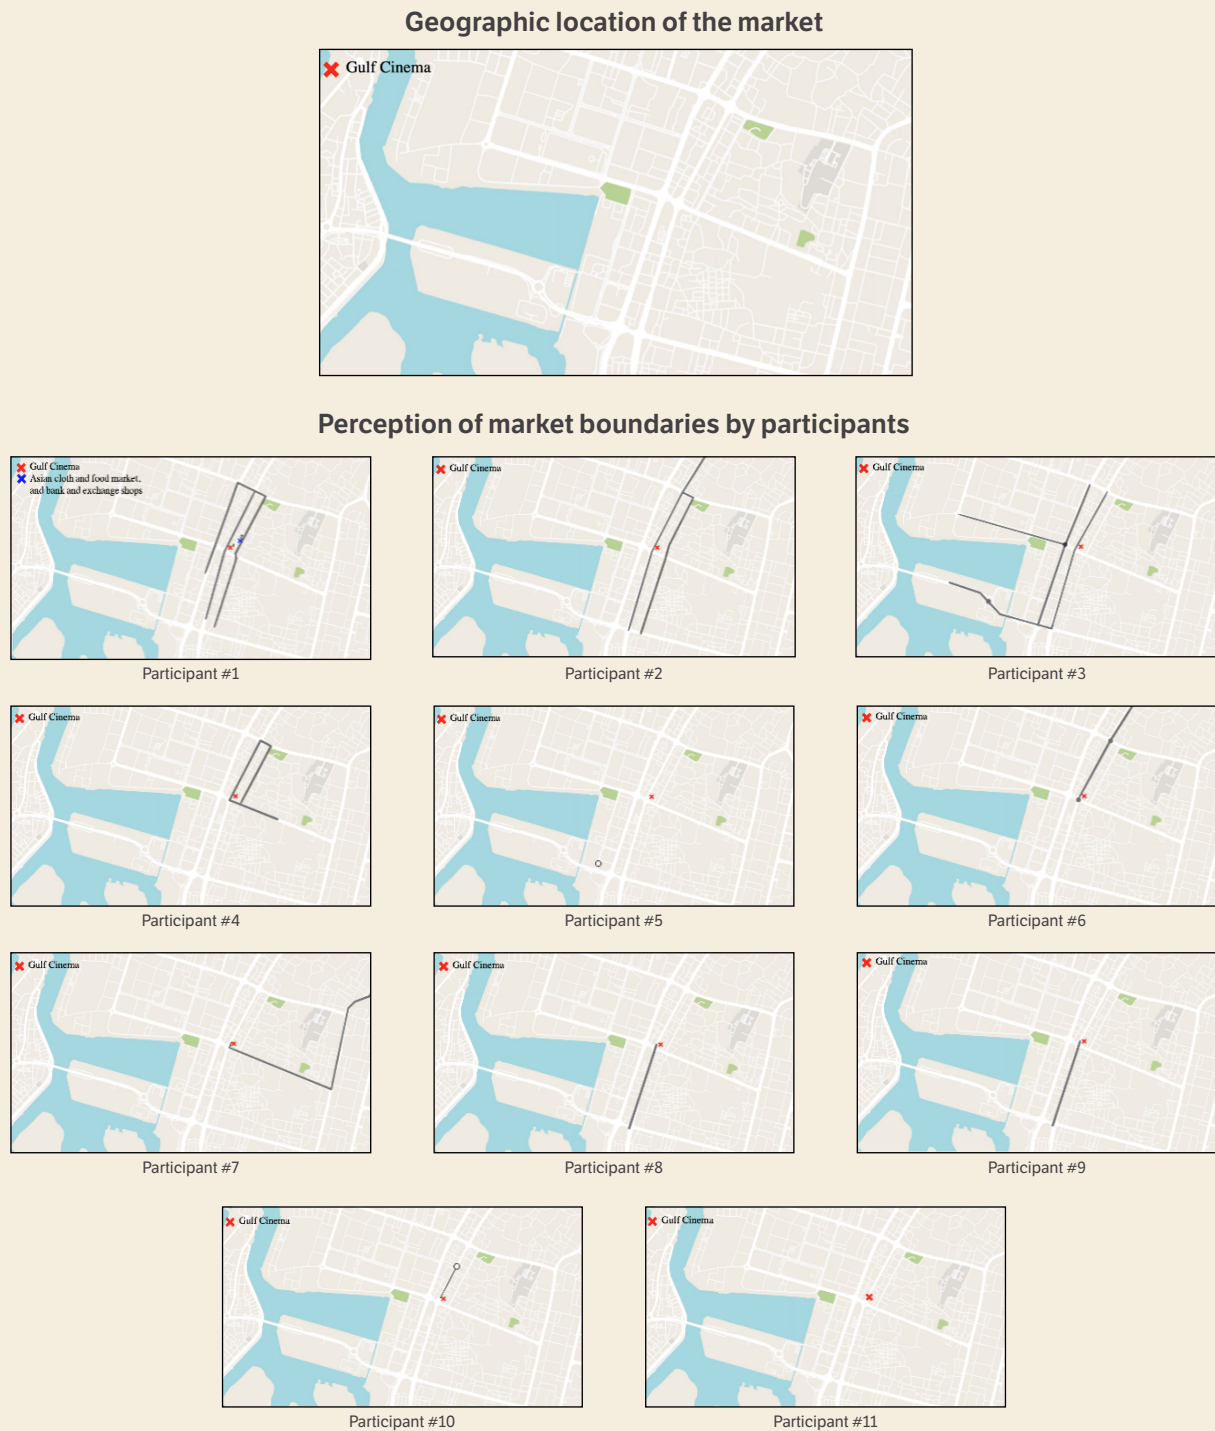 Geographic location of the market
Gulf Cinema
Perception of market boundaries by participants
Gulf Cinema
Asian cloth and food market,
and bank and exchange shops
Gulf Cinema
Gulf Cinema
Participant #1
Participant #2
Participant #3
Gulf Cinema
Gulf Cinema
Gulf Cinema
Participant #4
Participant #5
Participant #6
Gulf Cinema
Gulf Cinema
Gulf Cinema
Participant #7
Participant #8
Participant #9
Gulf Cinema
Gulf Cinema
Participant #10
Participant #11